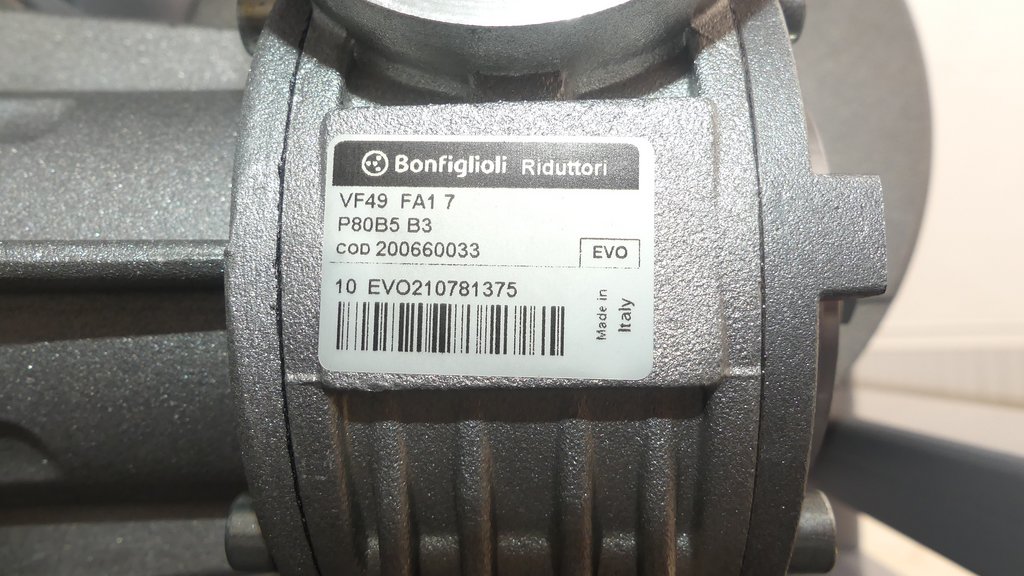 Bonfiglioli Riduttori
VF49 FA1 7
P80B5 B3
COD 200660033
EVO
10 EVO210781375
Made in
Italy